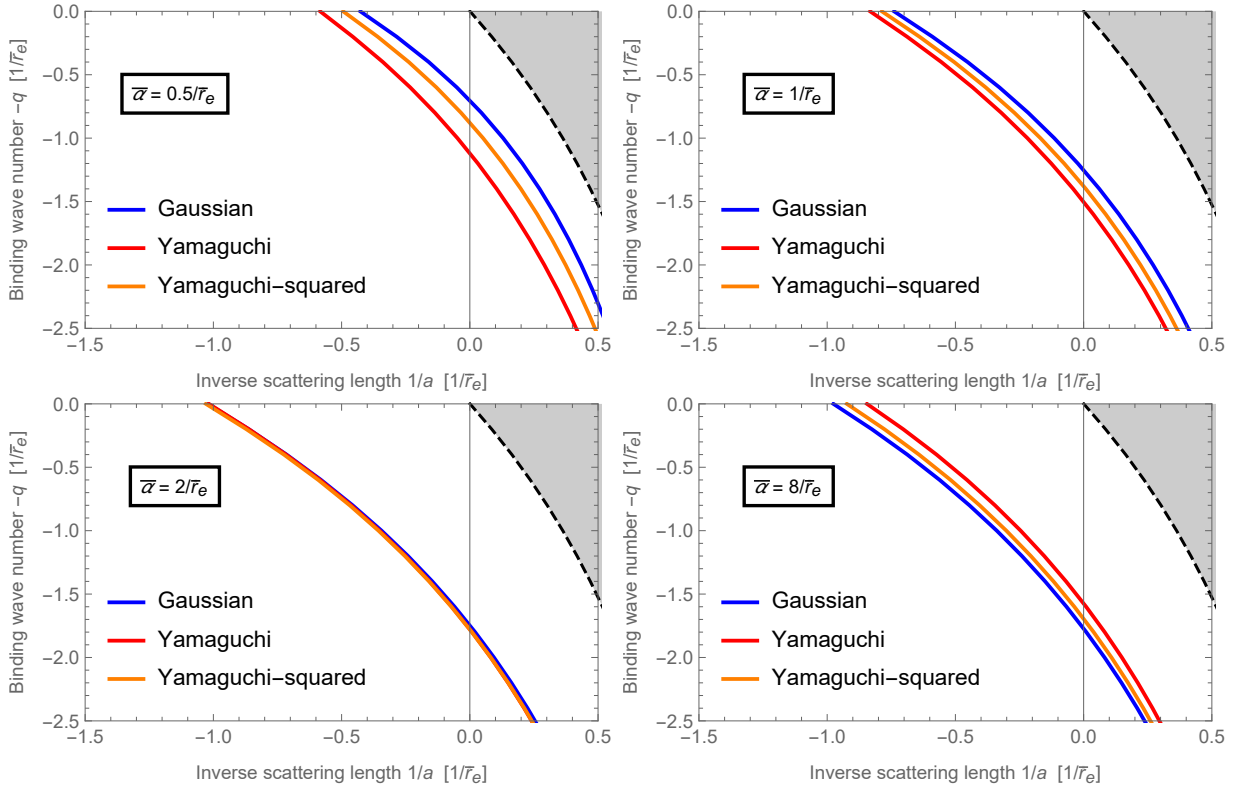 0.0
−0.5
−1.0
−1.5
−2.0
−2.5
Binding wave number −q [1/r̅e]
α̅ = 0.5/r̅e
Gaussian
Yamaguchi
Yamaguchi−squared
−1.5 −1.0 −0.5 0.0 0.5
Inverse scattering length 1/a [1/r̅e]
0.0
−0.5
−1.0
−1.5
−2.0
−2.5
Binding wave number −q [1/r̅e]
α̅ = 1/r̅e
Gaussian
Yamaguchi
Yamaguchi−squared
−1.5 −1.0 −0.5 0.0 0.5
Inverse scattering length 1/a [1/r̅e]
0.0
−0.5
−1.0
−1.5
−2.0
−2.5
Binding wave number −q [1/r̅e]
α̅ = 2/r̅e
Gaussian
Yamaguchi
Yamaguchi−squared
−1.5 −1.0 −0.5 0.0 0.5
Inverse scattering length 1/a [1/r̅e]
0.0
−0.5
−1.0
−1.5
−2.0
−2.5
Binding wave number −q [1/r̅e]
α̅ = 8/r̅e
Gaussian
Yamaguchi
Yamaguchi−squared
−1.5 −1.0 −0.5 0.0 0.5
Inverse scattering length 1/a [1/r̅e]